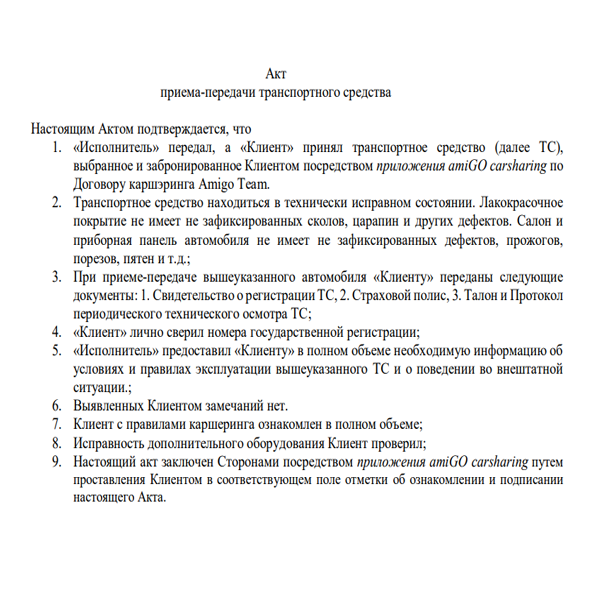 Акт
приема-передачи транспортного средства
Настоящим Актом подтверждается, что
1. «Исполнитель» передал, а «Клиент» принял транспортное средство (далее ТС),
выбранное и забронированное Клиентом посредством приложения amiGO carsharing по
Договору каршэринга Amigo Team.
2. Транспортное средство находиться в технически исправном состоянии. Лакокрасочное
покрытие не имеет не зафиксированных сколов, царапин и других дефектов. Салон и
приборная панель автомобиля не имеет не зафиксированных дефектов, прожогов,
порезов, пятен и т.д.;
3. При приеме-передаче вышеуказанного автомобиля «Клиенту» переданы следующие
документы: 1. Свидетельство о регистрации ТС, 2. Страховой полис, 3. Талон и Протокол
периодического технического осмотра ТС;
4. «Клиент» лично сверил номера государственной регистрации;
5. «Исполнитель» предоставил «Клиенту» в полном объеме необходимую информацию об
условиях и правилах эксплуатации вышеуказанного ТС и о поведении во внештатной
ситуации.;
6. Выявленных Клиентом замечаний нет.
7. Клиент с правилами каршеринга ознакомлен в полном объеме;
8. Исправность дополнительного оборудования Клиент проверил;
9. Настоящий акт заключен Сторонами посредством приложения amiGO carsharing путем
проставления Клиентом в соответствующем поле отметки об ознакомлении и подписании
настоящего Акта.